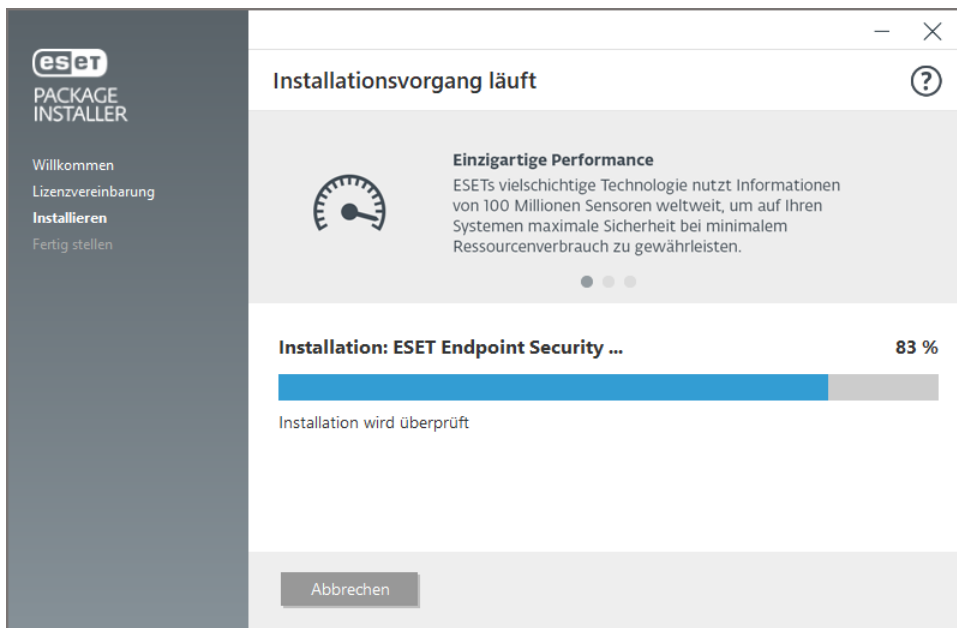 eset
PACKAGE
INSTALLER
Willkommen
Lizenzvereinbarung
Installieren
Fertig stellen
Installationsvorgang läuft
?
Einzigartige Performance
ESETs vielschichtige Technologie nutzt Informationen
von 100 Millionen Sensoren weltweit, um auf Ihren
Systemen maximale Sicherheit bei minimalem
Ressourcenverbrauch zu gewährleisten.
Installation: ESET Endpoint Security ... 83 %
Installation wird überprüft
Abbrechen